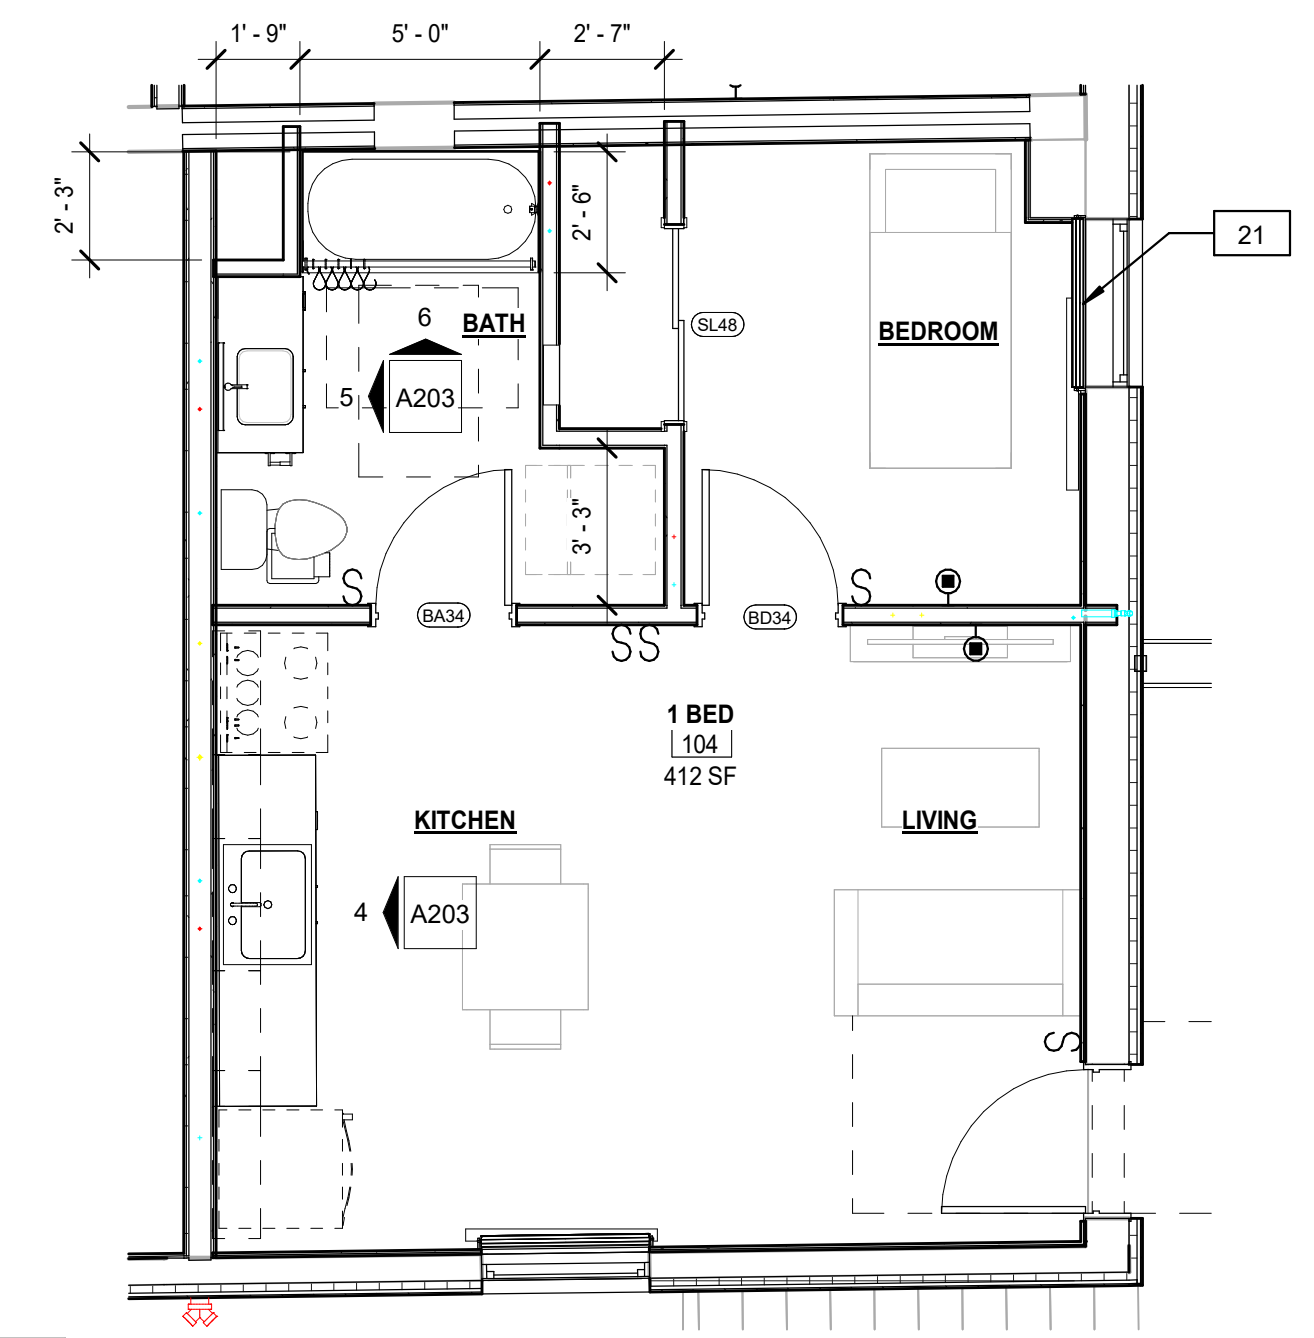 1' - 9"
5' - 0"
2' - 7"
2' - 3"
2' - 6"
21
6
BATH
SL48
BEDROOM
5
A203
3' - 3"
S
S
BA34
BD34
SS
1 BED
104
412 SF
KITCHEN
LIVING
4
A203
S